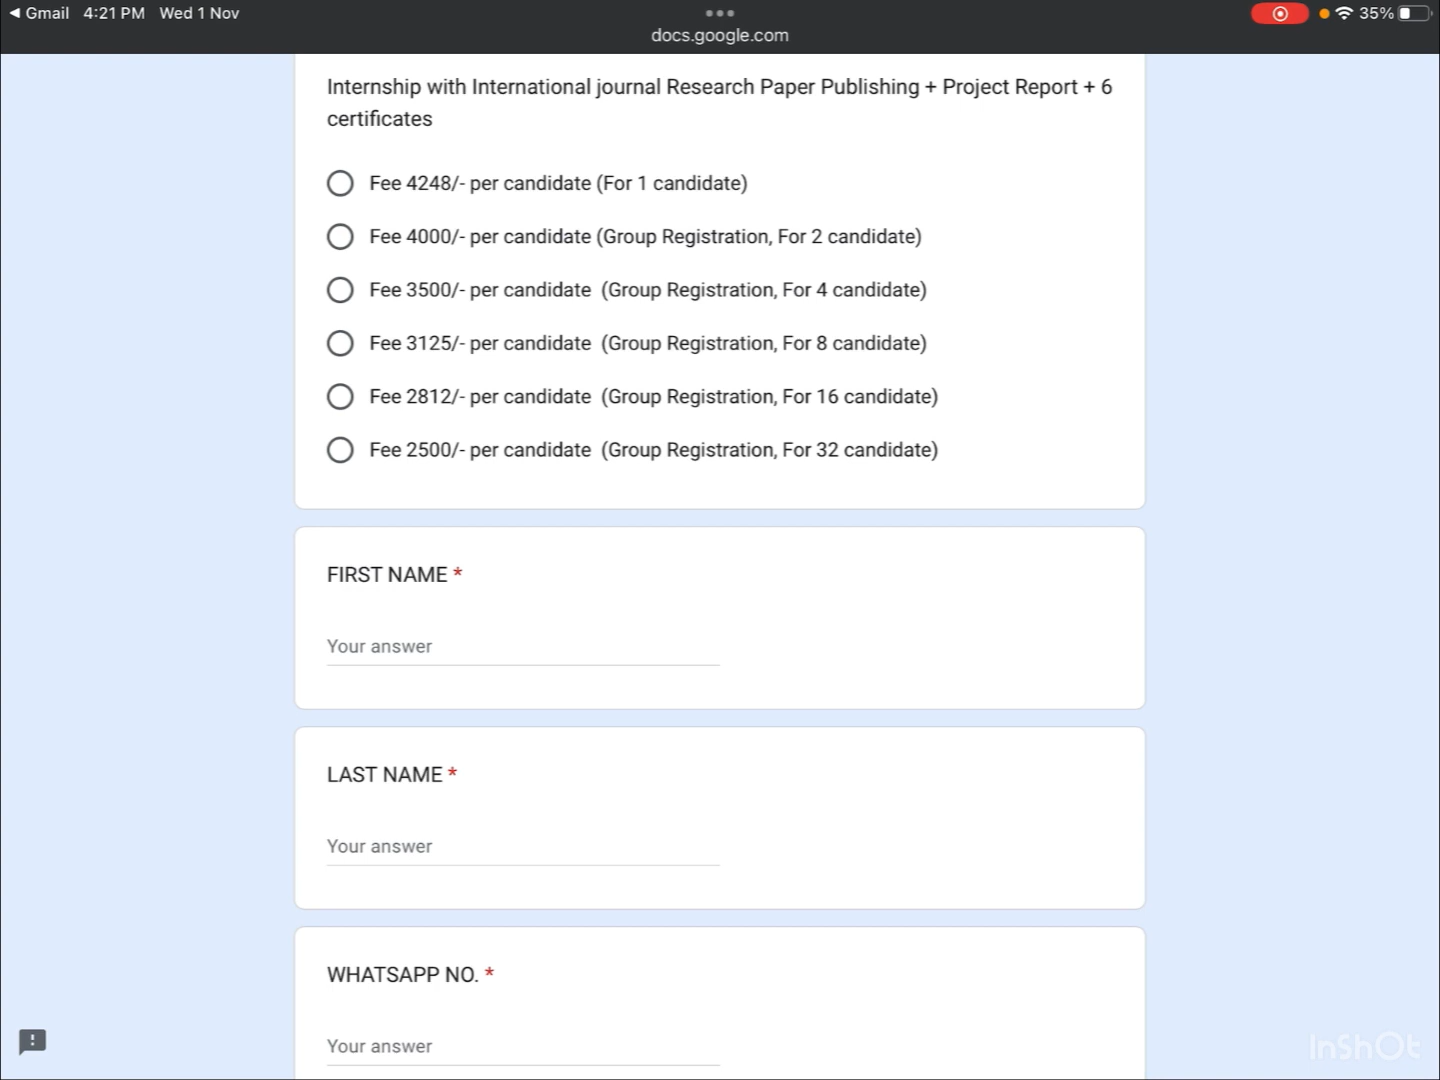 ◀ Gmail 4:21 PM Wed 1 Nov
35%
docs.google.com
Internship with International journal Research Paper Publishing + Project Report + 6
certificates
Fee 4248/- per candidate (For 1 candidate)
Fee 4000/- per candidate (Group Registration, For 2 candidate)
Fee 3500/- per candidate (Group Registration, For 4 candidate)
Fee 3125/- per candidate (Group Registration, For 8 candidate)
Fee 2812/- per candidate (Group Registration, For 16 candidate)
Fee 2500/- per candidate (Group Registration, For 32 candidate)
FIRST NAME *
Your answer
LAST NAME *
Your answer
WHATSAPP NO. *
Your answer
InShOt